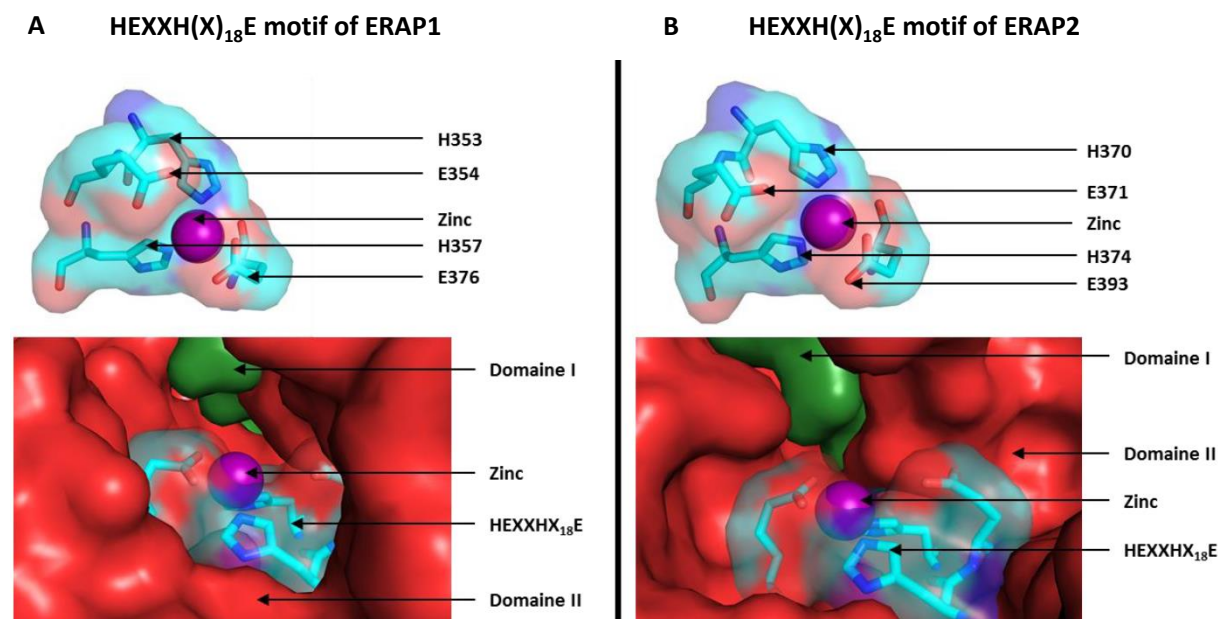 A HEXXH(X)₁₈E motif of ERAP1
H353
E354
Zinc
H357
E376
Domaine I
Zinc
HEXXHX₁₈E
Domaine II
B HEXXH(X)₁₈E motif of ERAP2
H370
E371
Zinc
H374
E393
Domaine I
Domaine II
Zinc
HEXXHX₁₈E